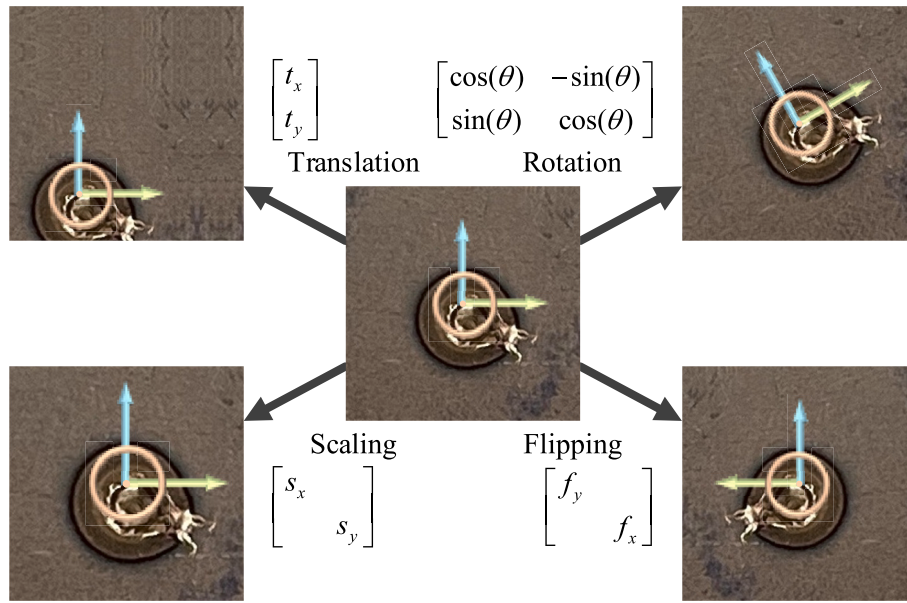 [t_x
t_y]
[cos(θ) −sin(θ)
sin(θ) cos(θ)]
Translation
Rotation
Scaling
Flipping
[s_x
s_y]
[f_y
f_x]